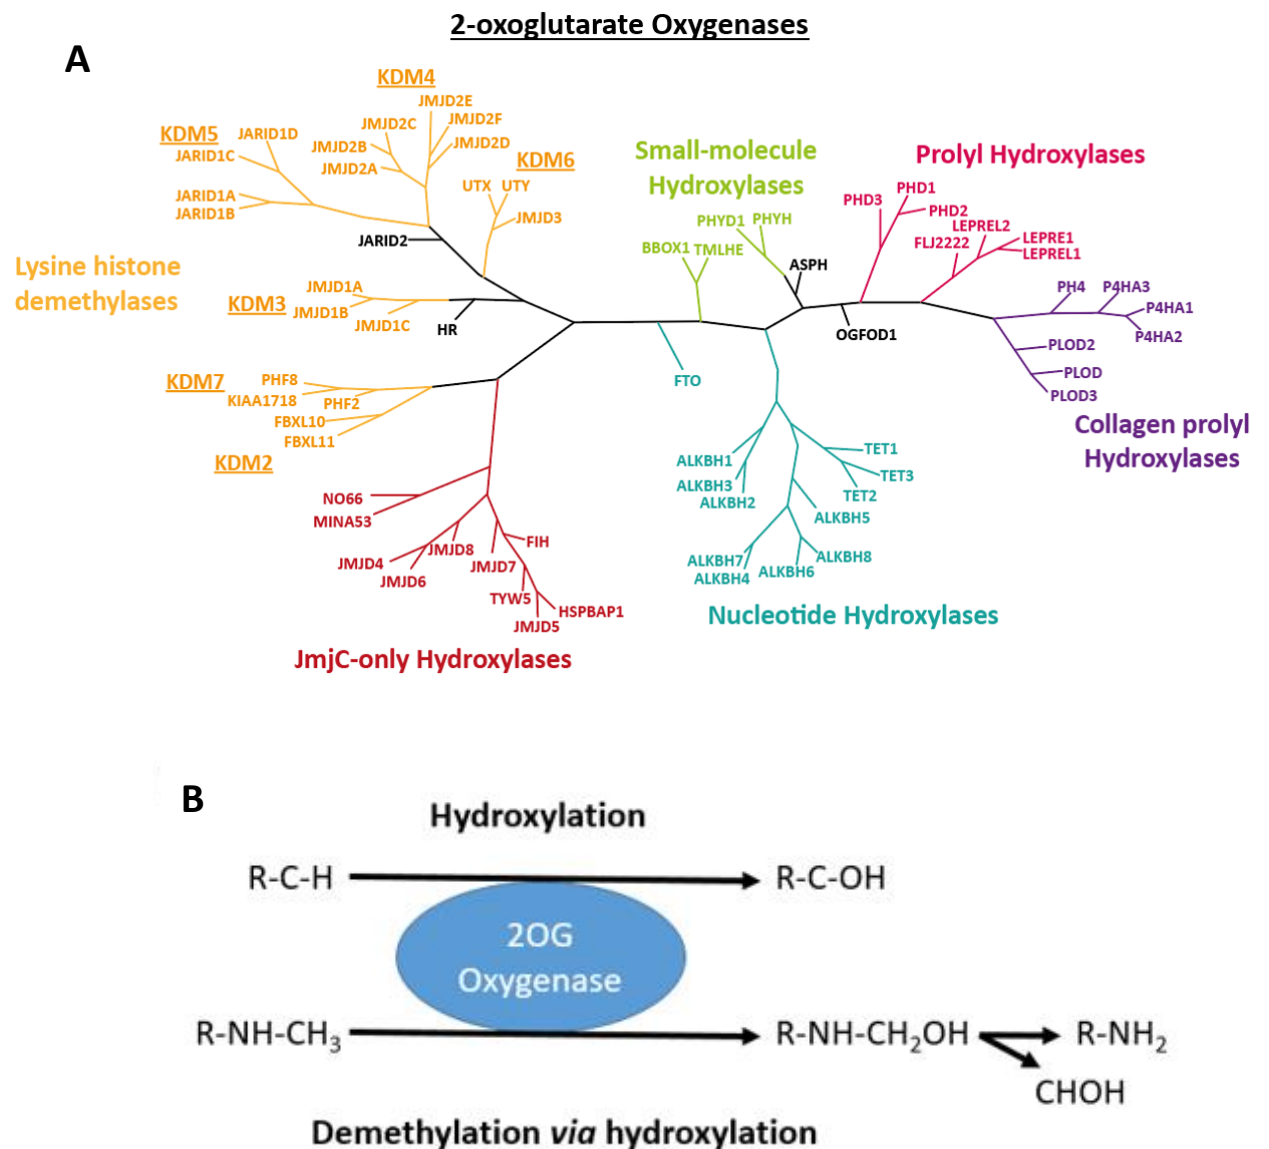 2-oxoglutarate Oxygenases
A
KDM4
JMJD2E
JMJD2F
JMJD2C
JMJD2D
JMJD2B
JMJD2A
KDM5
JARID1D
JARID1C
JARID1A
JARID1B
KDM6
UTX UTY
JMJD3
JARID2
Lysine histone
demethylases
KDM3
JMJD1A
JMJD1B
JMJD1C
HR
KDM7
PHF8
KIAA1718
PHF2
FBXL10
FBXL11
KDM2
Small-molecule
Hydroxylases
PHYD1 PHYH
BBOX1 TMLHE
ASPH
Prolyl Hydroxylases
PHD1
PHD3
PHD2
LEPREL2
FLJ2222
LEPRE1
LEPREL1
OGFOD1
PH4
P4HA3
P4HA1
P4HA2
PLOD2
PLOD
PLOD3
Collagen prolyl
Hydroxylases
FTO
ALKBH1
ALKBH3
ALKBH2
TET1
TET3
TET2
ALKBH5
ALKBH7
ALKBH4
ALKBH6
ALKBH8
Nucleotide Hydroxylases
NO66
MINA53
JMJD8
JMJD4
JMJD6
JMJD7
FIH
TYW5
HSPBAP1
JMJD5
JmjC-only Hydroxylases
B
Hydroxylation
R-C-H
R-C-OH
2OG
Oxygenase
R-NH-CH₃
R-NH-CH₂OH
R-NH₂
CHOH
Demethylation via hydroxylation